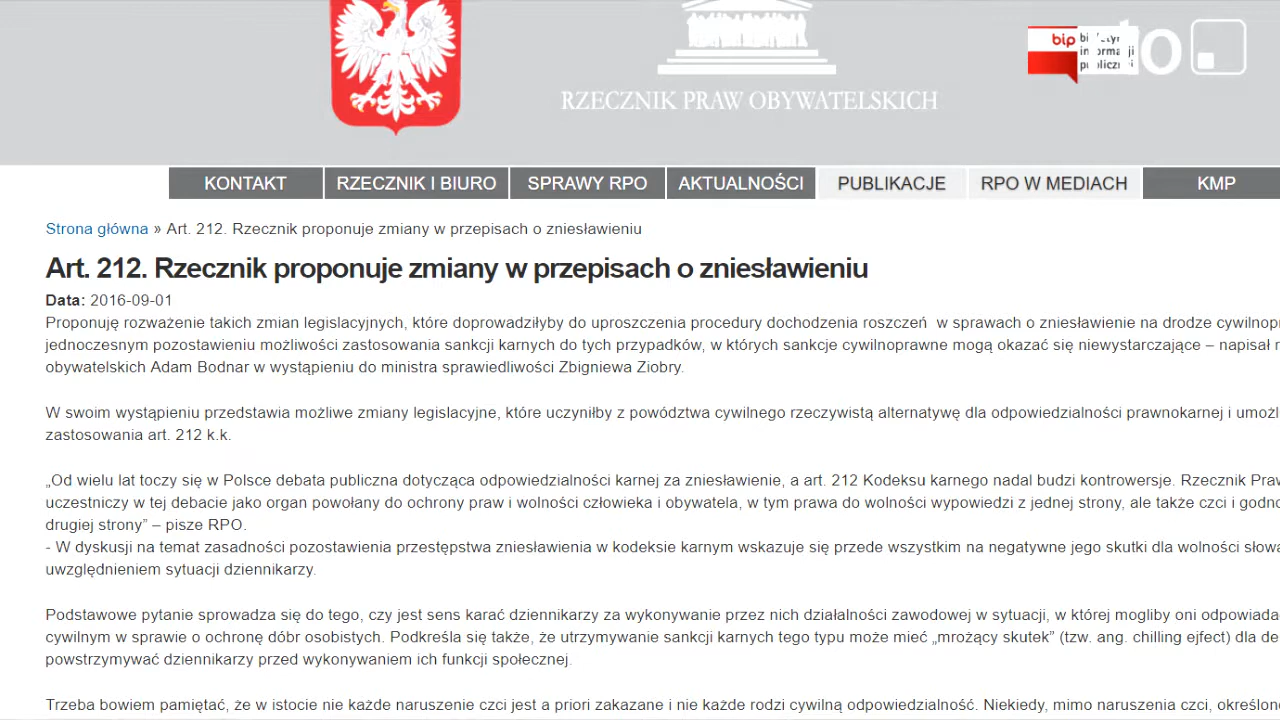 RZECZNIK PRAW OBYWATELSKICH
bip
KONTAKT
RZECZNIK I BIURO
SPRAWY RPO
AKTUALNOŚCI
PUBLIKACJE
RPO W MEDIACH
KMP
Strona główna » Art. 212. Rzecznik proponuje zmiany w przepisach o zniesławieniu
Art. 212. Rzecznik proponuje zmiany w przepisach o zniesławieniu
Data: 2016-09-01
Proponuję rozważenie takich zmian legislacyjnych, które doprowadziłyby do uproszczenia procedury dochodzenia roszczeń w sprawach o zniesławienie na drodze
jednoczesnym pozostawieniu możliwości zastosowania sankcji karnych do tych przypadków, w których sankcje cywilnoprawne mogą okazać się niewystarczające – napisał
obywatelskich Adam Bodnar w wystąpieniu do ministra sprawiedliwości Zbigniewa Ziobry.
W swoim wystąpieniu przedstawia możliwe zmiany legislacyjne, które uczyniłby z powództwa cywilnego rzeczywistą alternatywę dla odpowiedzialności prawnokarnej i
zastosowania art. 212 k.k.
„Od wielu lat toczy się w Polsce debata publiczna dotycząca odpowiedzialności karnej za zniesławienie, a art. 212 Kodeksu karnego nadal budzi kontrowersje. Rzecznik
uczestniczy w tej debacie jako organ powołany do ochrony praw i wolności człowieka i obywatela, w tym prawa do wolności wypowiedzi z jednej strony, ale także czci i
drugiej strony” – pisze RPO.
- W dyskusji na temat zasadności pozostawienia przestępstwa zniesławienia w kodeksie karnym wskazuje się przede wszystkim na negatywne jego skutki dla wolności
uwzględnieniem sytuacji dziennikarzy.
Podstawowe pytanie sprowadza się do tego, czy jest sens karać dziennikarzy za wykonywanie przez nich działalności zawodowej w sytuacji, w której mogliby oni
cywilnym w sprawie o ochronę dóbr osobistych. Podkreśla się także, że utrzymywanie sankcji karnych tego typu może mieć „mrożący skutek” (tzw. ang. chilling ejfect) dla
powstrzymywać dziennikarzy przed wykonywaniem ich funkcji społecznej.
Trzeba bowiem pamiętać, że w istocie nie każde naruszenie czci jest a priori zakazane i nie każde rodzi cywilną odpowiedzialność. Niekiedy, mimo naruszenia czci,